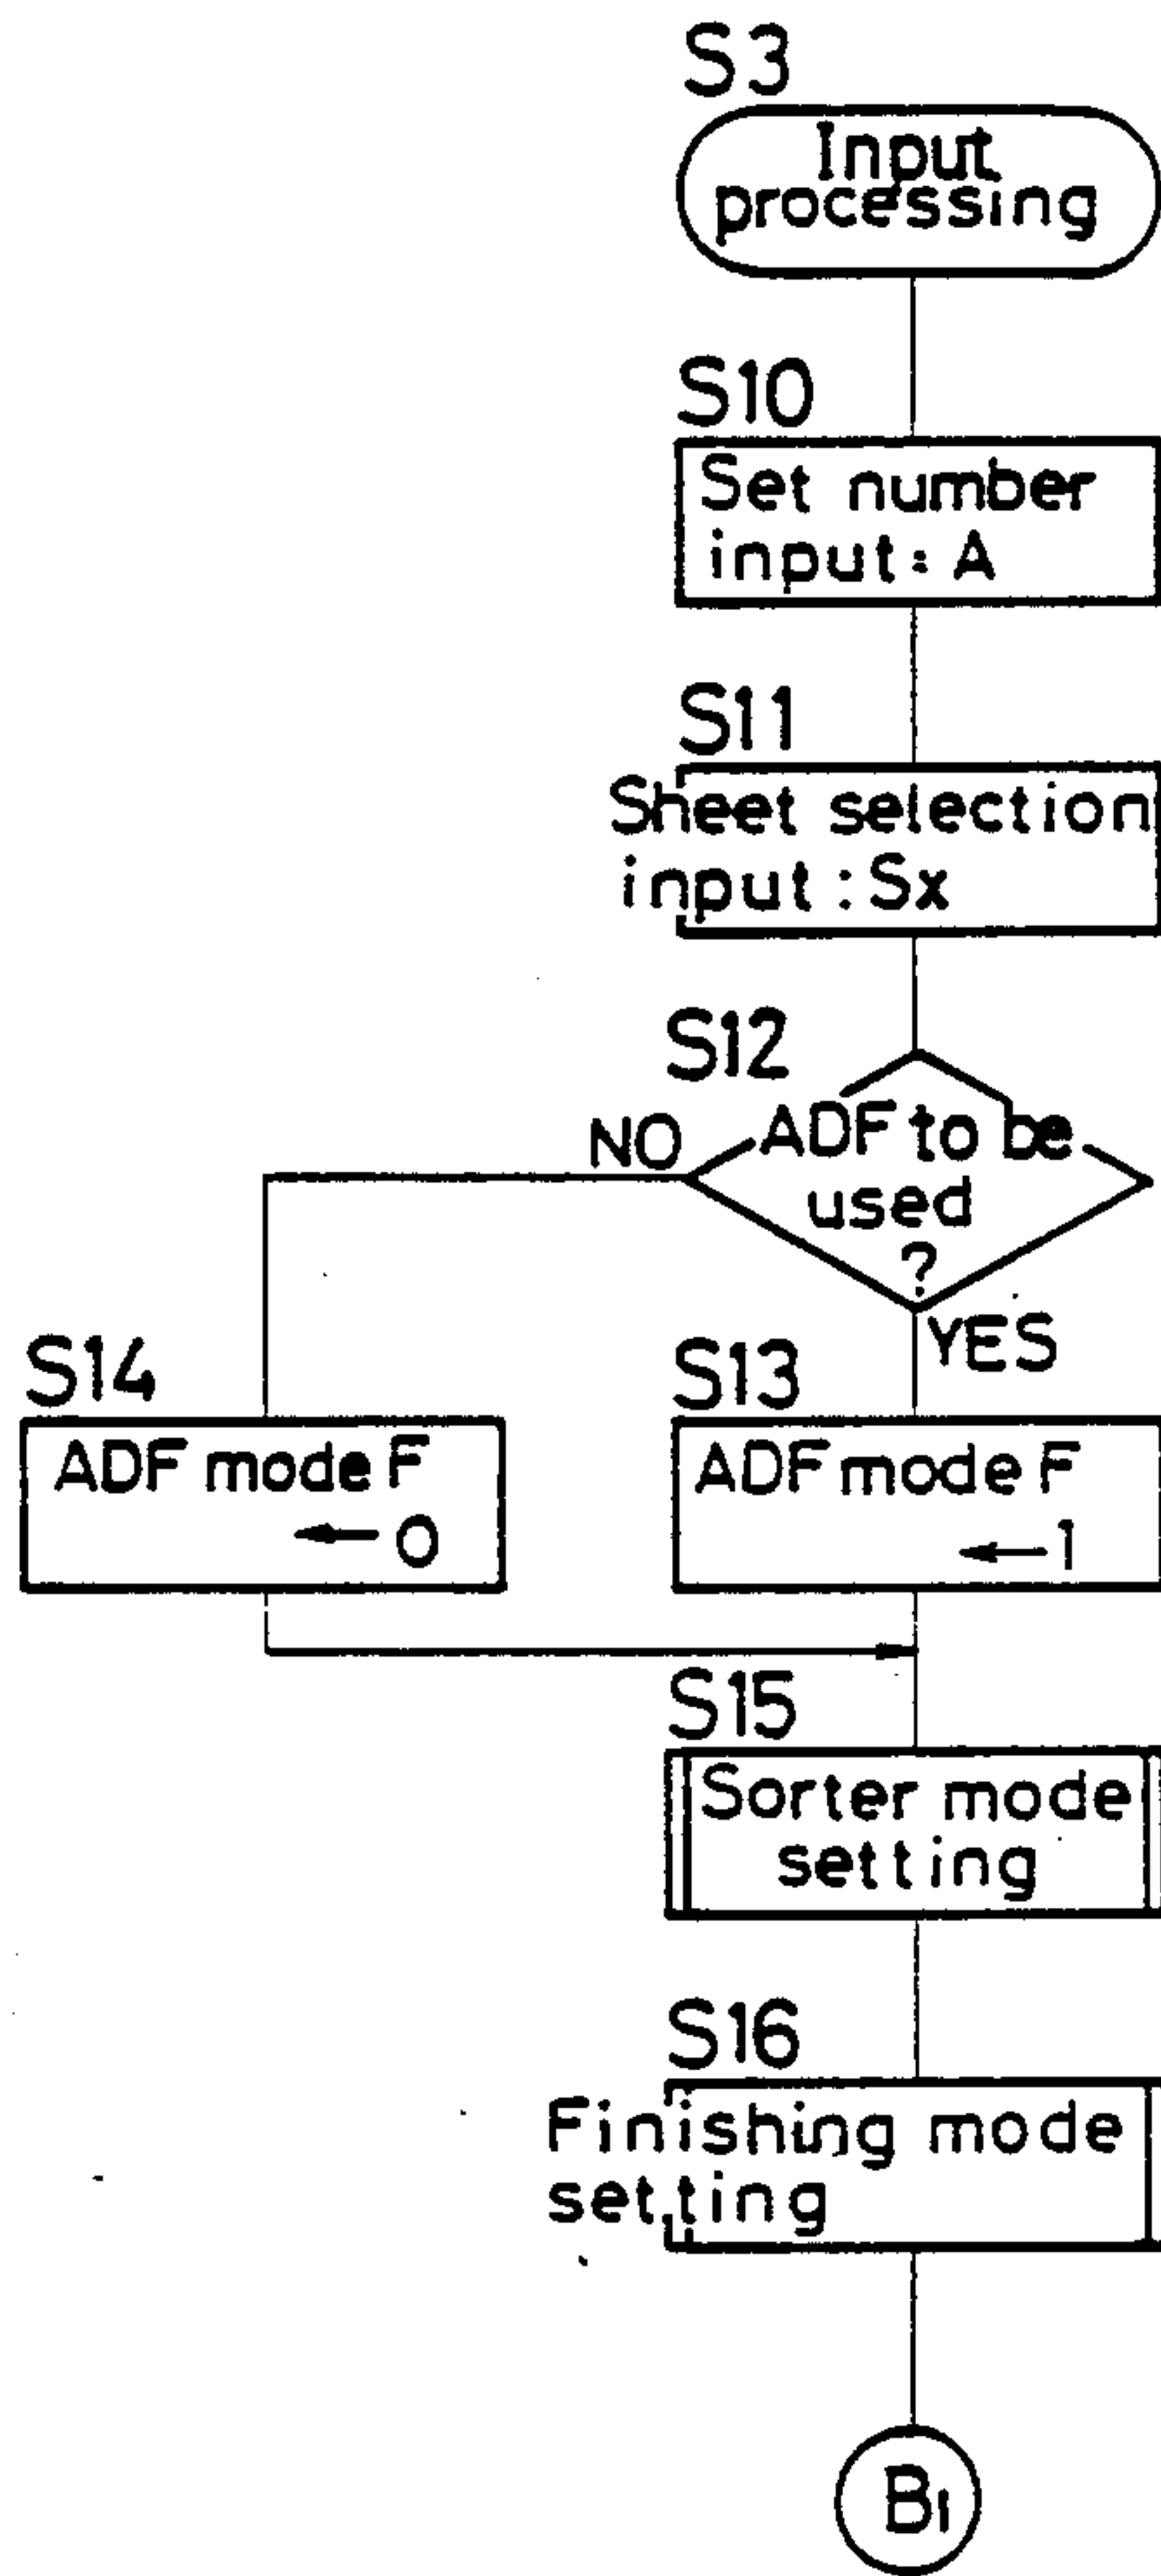 S3
Input
processing
S10
Set number
input: A
S11
Sheet selection
input: Sx
S12
NO
ADF to be
used
?
YES
S14
ADF mode F
← 0
S13
ADF mode F
← 1
S15
Sorter mode
setting
S16
Finishing mode
setting
B1